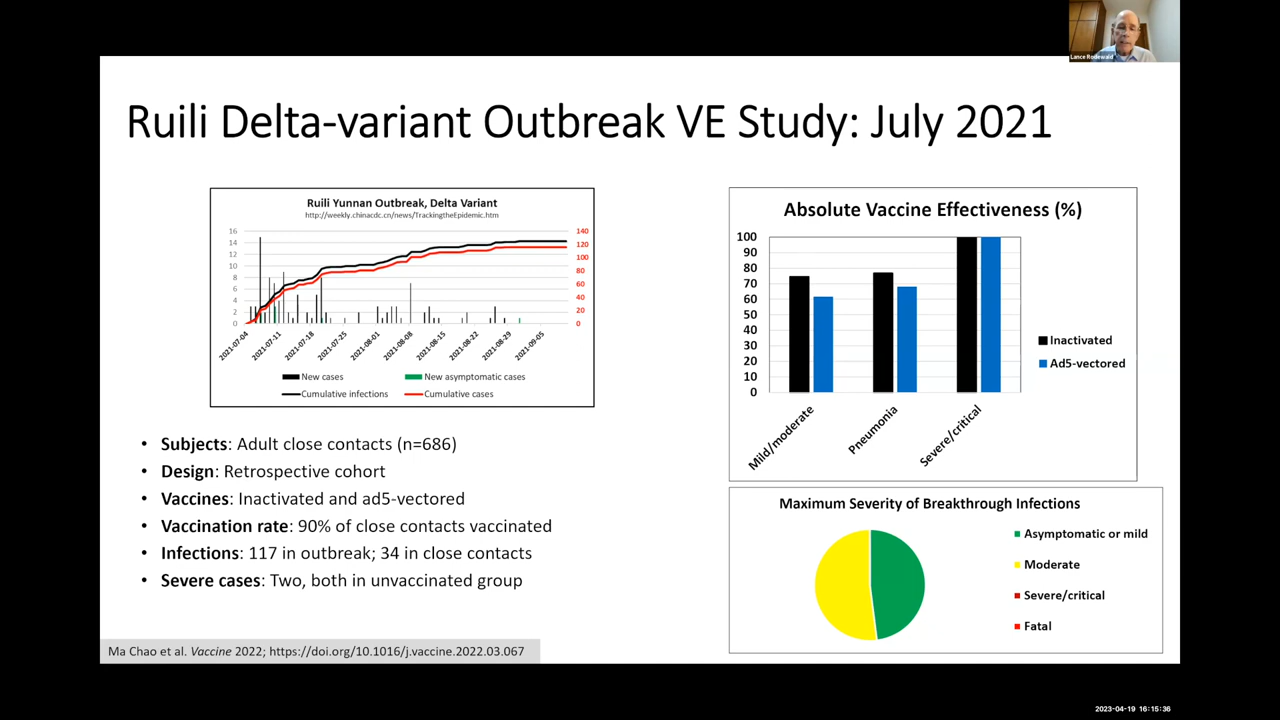 Lance Rodewald
Ruili Delta-variant Outbreak VE Study: July 2021
Ruili Yunnan Outbreak, Delta Variant
http://weekly.chinacdc.cn/news/TrackingtheEpidemic.htm
16
14
12
10
8
6
4
2
0
140
120
100
80
60
40
20
0
2021-07-04
2021-07-11
2021-07-18
2021-07-25
2021-08-01
2021-08-08
2021-08-15
2021-08-22
2021-08-29
2021-09-05
New cases
New asymptomatic cases
Cumulative infections
Cumulative cases
• Subjects: Adult close contacts (n=686)
• Design: Retrospective cohort
• Vaccines: Inactivated and ad5-vectored
• Vaccination rate: 90% of close contacts vaccinated
• Infections: 117 in outbreak; 34 in close contacts
• Severe cases: Two, both in unvaccinated group
Ma Chao et al. Vaccine 2022; https://doi.org/10.1016/j.vaccine.2022.03.067
Absolute Vaccine Effectiveness (%)
100
90
80
70
60
50
40
30
20
10
0
Mild/moderate
Pneumonia
Severe/critical
Inactivated
Ad5-vectored
Maximum Severity of Breakthrough Infections
Asymptomatic or mild
Moderate
Severe/critical
Fatal
2023-04-19 16:15:36